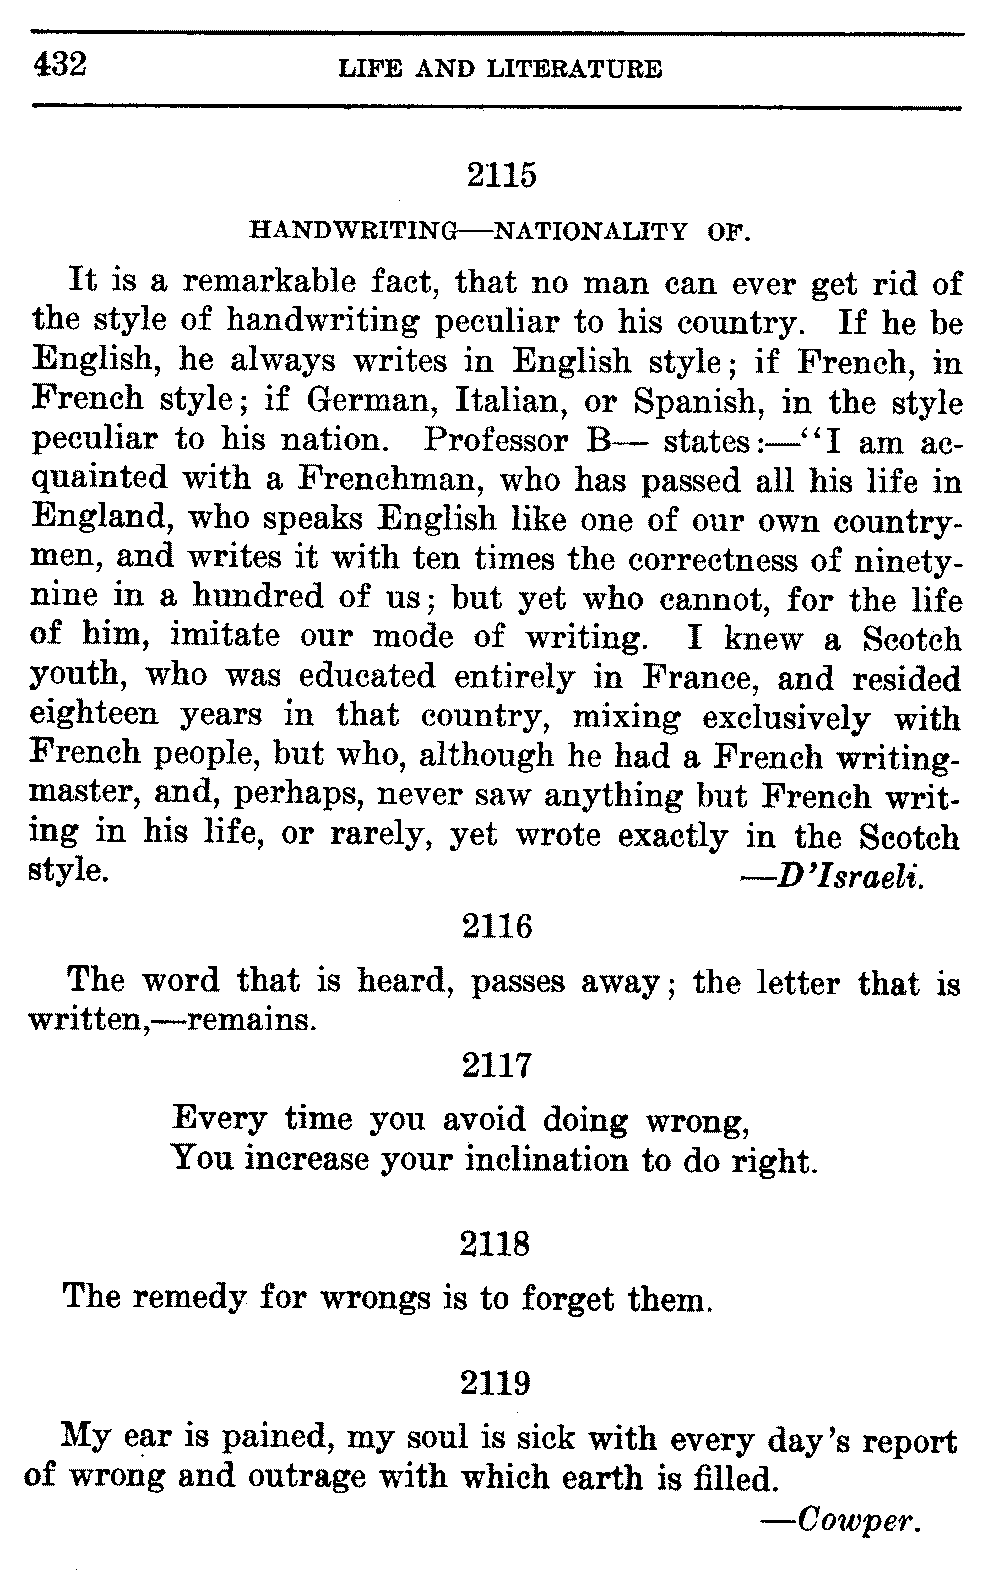 432 LIFE AND LITERATURE
2115
HANDWRITING—NATIONALITY OF.
It is a remarkable fact, that no man can ever get rid of
the style of handwriting peculiar to his country. If he be
English, he always writes in English style; if French, in
French style; if German, Italian, or Spanish, in the style
peculiar to his nation. Professor B— states:—“I am ac-
quainted with a Frenchman, who has passed all his life in
England, who speaks English like one of our own country-
men, and writes it with ten times the correctness of ninety-
nine in a hundred of us; but yet who cannot, for the life
of him, imitate our mode of writing. I knew a Scotch
youth, who was educated entirely in France, and resided
eighteen years in that country, mixing exclusively with
French people, but who, although he had a French writing-
master, and, perhaps, never saw anything but French writ-
ing in his life, or rarely, yet wrote exactly in the Scotch
style. —D’Israeli.
2116
The word that is heard, passes away; the letter that is
written,—remains.
2117
Every time you avoid doing wrong,
You increase your inclination to do right.
2118
The remedy for wrongs is to forget them.
2119
My ear is pained, my soul is sick with every day’s report
of wrong and outrage with which earth is filled.
—Cowper.